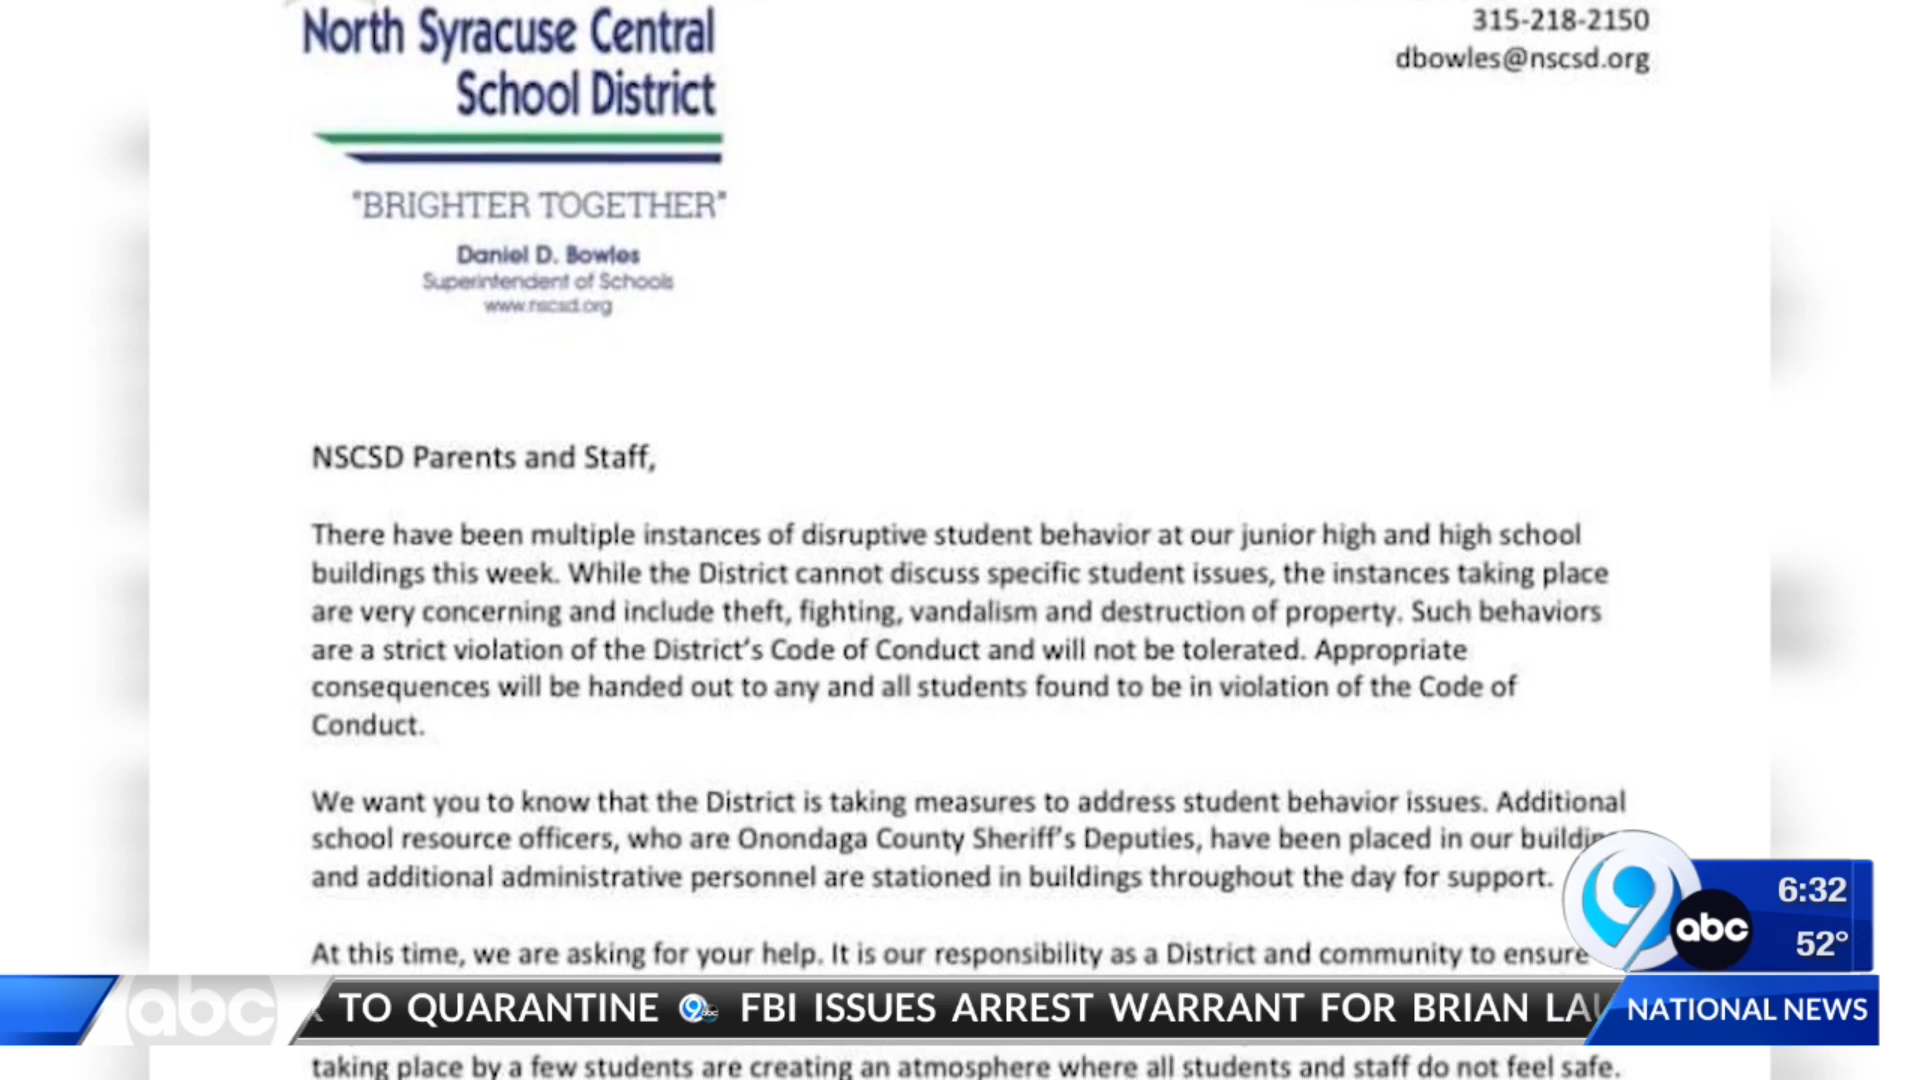 North Syracuse Central
School District
315-218-2150
dbowles@nscsd.org
"BRIGHTER TOGETHER"
Daniel D. Bowles
Superintendent of Schools
www.nscsd.org
NSCSD Parents and Staff,
There have been multiple instances of disruptive student behavior at our junior high and high school
buildings this week. While the District cannot discuss specific student issues, the instances taking place
are very concerning and include theft, fighting, vandalism and destruction of property. Such behaviors
are a strict violation of the District's Code of Conduct and will not be tolerated. Appropriate
consequences will be handed out to any and all students found to be in violation of the Code of
Conduct.
We want you to know that the District is taking measures to address student behavior issues. Additional
school resource officers, who are Onondaga County Sheriff's Deputies, have been placed in our
and additional administrative personnel are stationed in buildings throughout the day for support.
At this time, we are asking for your help. It is our responsibility as a District and community to ensure
9
abc
6:32
52°
abc
TO QUARANTINE 9 abc FBI ISSUES ARREST WARRANT FOR BRIAN
NATIONAL NEWS
taking place by a few students are creating an atmosphere where all students and staff do not feel safe.